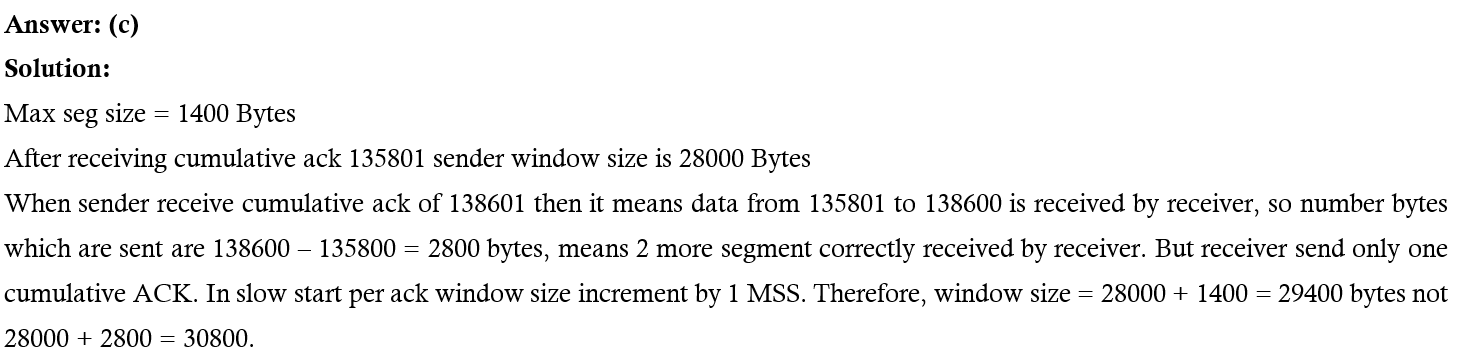 Answer: (c)
Solution:
Max seg size = 1400 Bytes
After receiving cumulative ack 135801 sender window size is 28000 Bytes
When sender receive cumulative ack of 138601 then it means data from 135801 to 138600 is received by receiver, so number bytes
which are sent are 138600 – 135800 = 2800 bytes, means 2 more segment correctly received by receiver. But receiver send only one
cumulative ACK. In slow start per ack window size increment by 1 MSS. Therefore, window size = 28000 + 1400 = 29400 bytes not
28000 + 2800 = 30800.